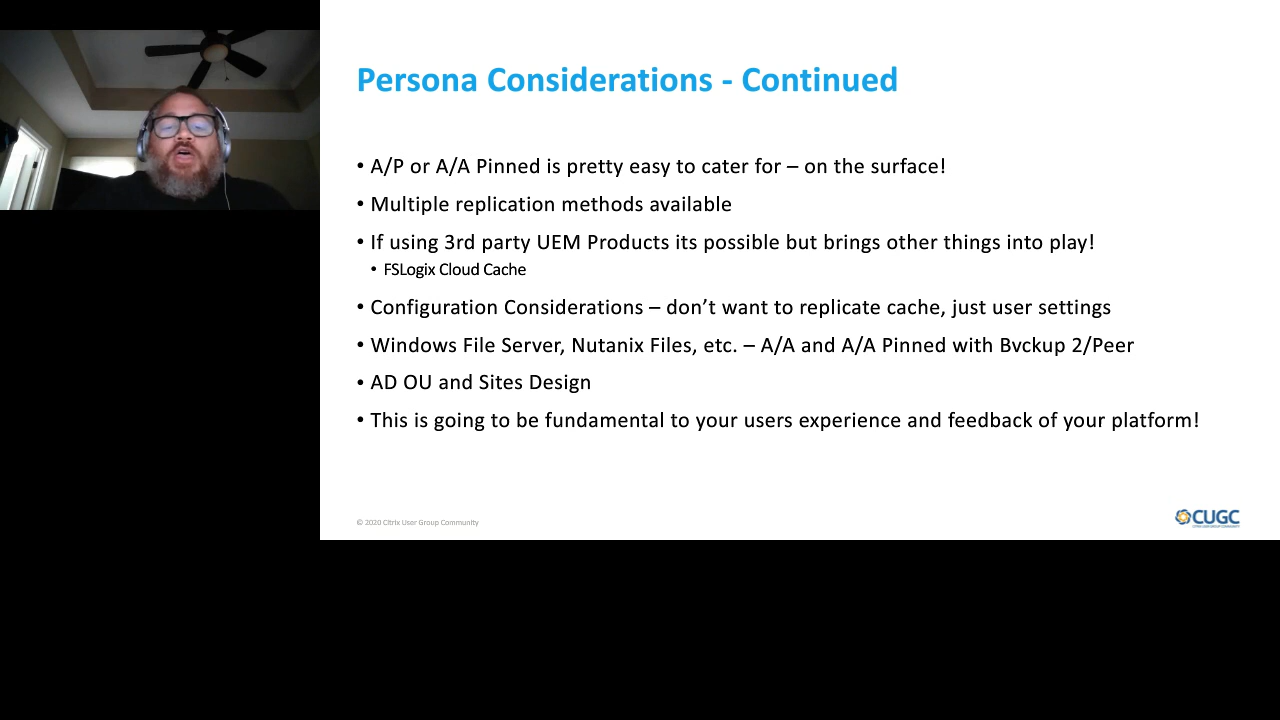 Persona Considerations - Continued
• A/P or A/A Pinned is pretty easy to cater for – on the surface!
• Multiple replication methods available
• If using 3rd party UEM Products its possible but brings other things into play!
• FSLogix Cloud Cache
• Configuration Considerations – don’t want to replicate cache, just user settings
• Windows File Server, Nutanix Files, etc. – A/A and A/A Pinned with Bvckup 2/Peer
• AD OU and Sites Design
• This is going to be fundamental to your users experience and feedback of your platform!
© 2020 Citrix User Group Community
CUGC
CITRIX USER GROUP COMMUNITY